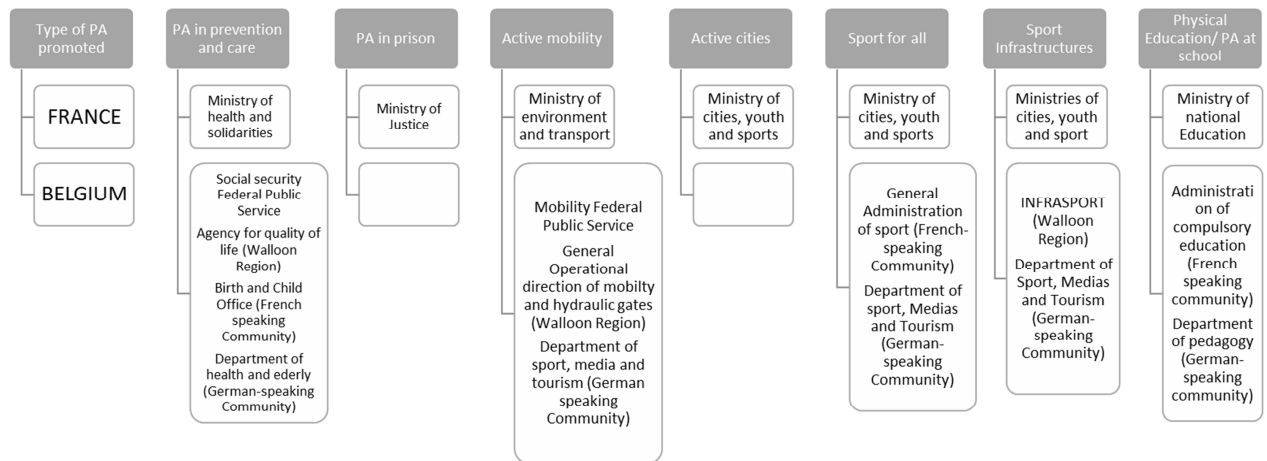 Type of PA
promoted
FRANCE
BELGIUM
PA in prevention
and care
Ministry of
health and
solidarities
Social security
Federal Public
Service
Agency for quality of
life (Walloon
Region)
Birth and Child
Office (French
speaking
Community)
Department of
health and ederly
(German-speaking
Community)
PA in prison
Ministry of
Justice
Active mobility
Ministry of
environment
and transport
Mobility Federal
Public Service
General
Operational
direction of mobilty
and hydraulic gates
(Walloon Region)
Department of
sport, media and
tourism (German
speaking
Community)
Active cities
Ministry of
cities, youth
and sports
Sport for all
Ministry of
cities, youth
and sports
General
Administration
of sport (French-
speaking
Community)
Department of
sport, Medias
and Tourism
(German-
speaking
Community)
Sport
Infrastructures
Ministries of
cities, youth
and sport
INFRASPORT
(Walloon
Region)
Department of
Sport, Medias
and Tourism
(German-
speaking
Community)
Physical
Education/ PA at
school
Ministry of
national
Education
Administrati
on of
compulsory
education
(French
speaking
community)
Department
of pedagogy
(German-
speaking
community)